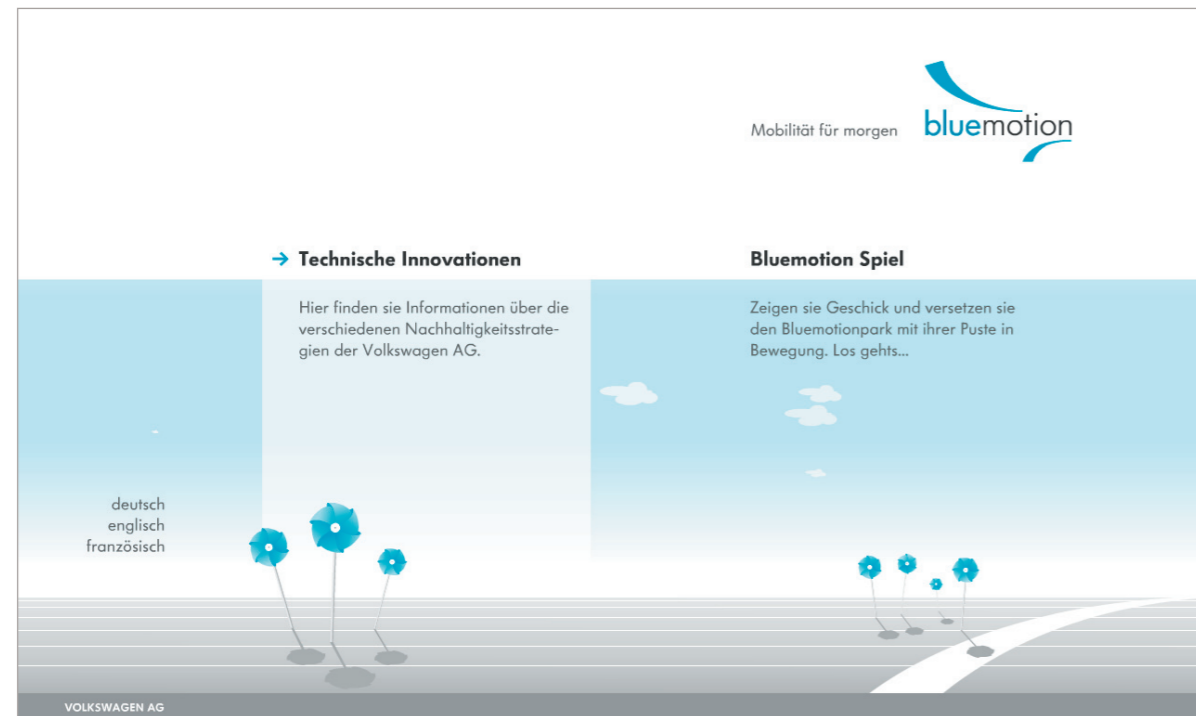 Mobilität für morgen
bluemotion
→ Technische Innovationen
Hier finden sie Informationen über die
verschiedenen Nachhaltigkeitsstrate-
gien der Volkswagen AG.
Bluemotion Spiel
Zeigen sie Geschick und versetzen sie
den Bluemotionpark mit ihrer Puste in
Bewegung. Los gehts...
deutsch
englisch
französisch
VOLKSWAGEN AG